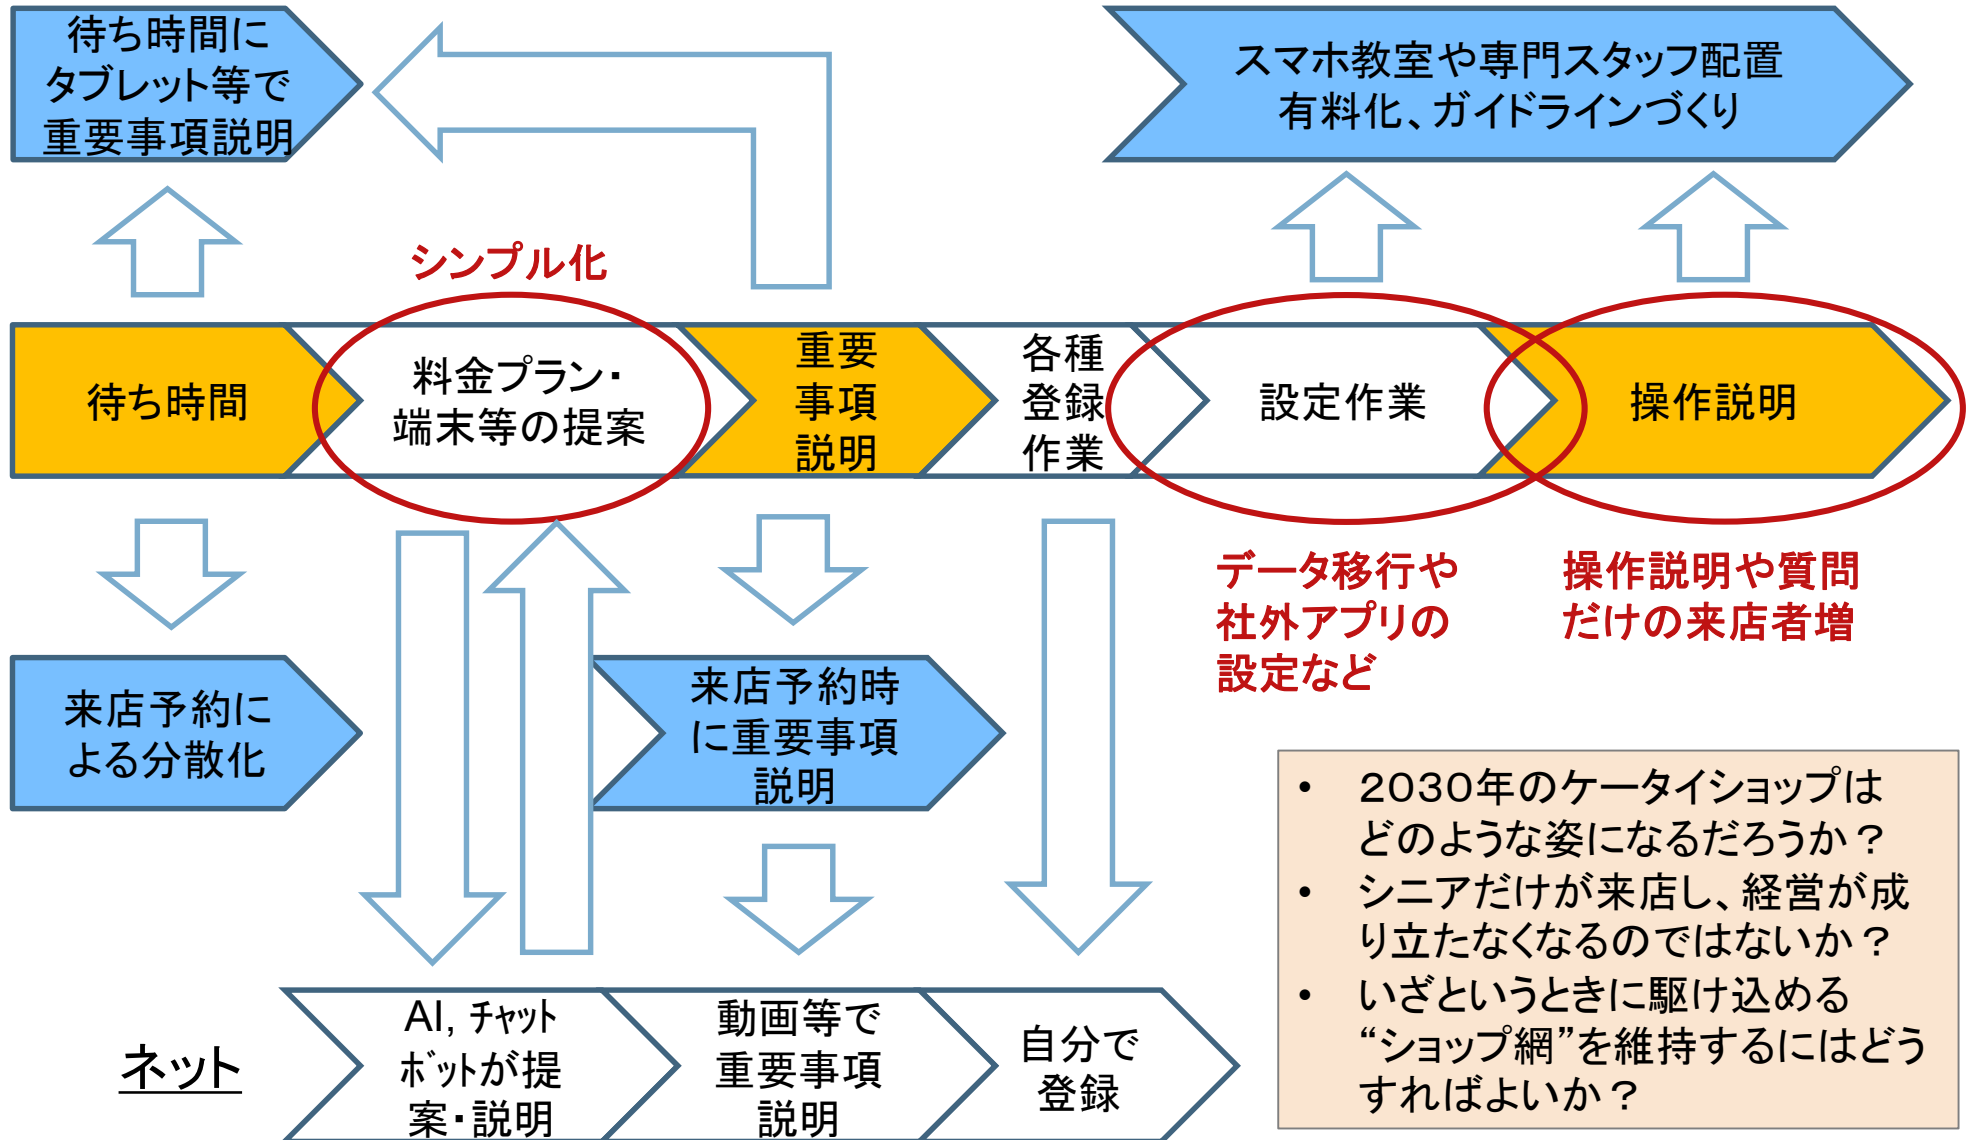 待ち時間に
タブレット等で
重要事項説明
スマホ教室や専門スタッフ配置
有料化、ガイドラインづくり
シンプル化
待ち時間
料金プラン・
端末等の提案
重要
事項
説明
各種
登録
作業
設定作業
操作説明
データ移行や
社外アプリの
設定など
操作説明や質問
だけの来店者増
来店予約に
よる分散化
来店予約時
に重要事項
説明
• 2030年のケータイショップは
どのような姿になるだろうか？
• シニアだけが来店し、経営が成
り立たなくなるのではないか？
• いざというときに駆け込める
“ショップ網”を維持するにはどう
すればよいか？
ネット
AI, チャット
ボットが提
案・説明
動画等で
重要事項
説明
自分で
登録